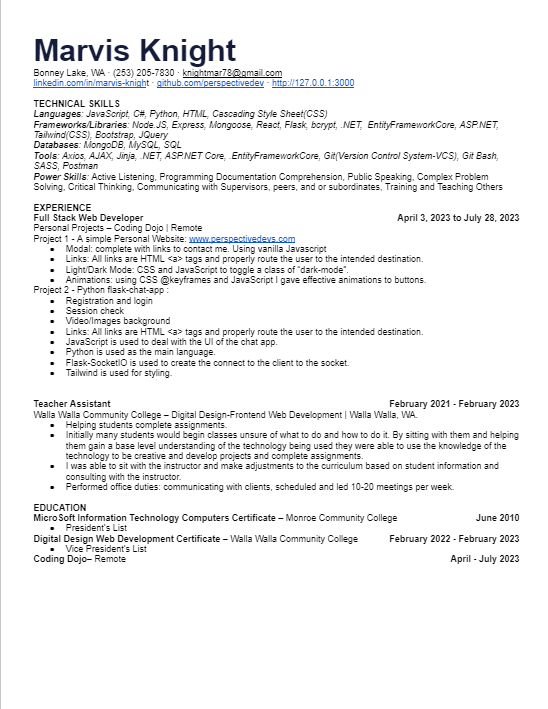 Marvis Knight
Bonney Lake, WA · (253) 205-7830 · knightmar78@gmail.com
linkedin.com/in/marvis-knight · github.com/perspectivedev · http://127.0.0.1:3000
TECHNICAL SKILLS
Languages: JavaScript, C#, Python, HTML, Cascading Style Sheet(CSS)
Frameworks/Libraries: Node.JS, Express, Mongoose, React, Flask, bcrypt, .NET, EntityFrameworkCore, ASP.NET,
Tailwind(CSS), Bootstrap, JQuery
Databases: MongoDB, MySQL, SQL
Tools: Axios, AJAX, Jinja, .NET, ASP.NET Core, .EntityFrameworkCore, Git(Version Control System-VCS), Git Bash,
SASS, Postman
Power Skills: Active Listening, Programming Documentation Comprehension, Public Speaking, Complex Problem
Solving, Critical Thinking, Communicating with Supervisors, peers, and or subordinates, Training and Teaching Others
EXPERIENCE
Full Stack Web Developer April 3, 2023 to July 28, 2023
Personal Projects – Coding Dojo | Remote
Project 1 - A simple Personal Website: www.perspectivedevs.com
• Modal: complete with links to contact me. Using vanilla Javascript
• Links: All links are HTML <a> tags and properly route the user to the intended destination.
• Light/Dark Mode: CSS and JavaScript to toggle a class of "dark-mode".
• Animations: using CSS @keyframes and JavaScript I gave effective animations to buttons.
Project 2 - Python flask-chat-app :
• Registration and login
• Session check
• Video/Images background
• Links: All links are HTML <a> tags and properly route the user to the intended destination.
• JavaScript is used to deal with the UI of the chat app.
• Python is used as the main language.
• Flask-SocketIO is used to create the connect to the client to the socket.
• Tailwind is used for styling.
Teacher Assistant February 2021 - February 2023
Walla Walla Community College – Digital Design-Frontend Web Development | Walla Walla, WA.
• Helping students complete assignments.
• Initially many students would begin classes unsure of what to do and how to do it. By sitting with them and helping
them gain a base level understanding of the technology being used they were able to use the knowledge of the
technology to be creative and develop projects and complete assignments.
• I was able to sit with the instructor and make adjustments to the curriculum based on student information and
consulting with the instructor.
• Performed office duties: communicating with clients, scheduled and led 10-20 meetings per week.
EDUCATION
MicroSoft Information Technology Computers Certificate – Monroe Community College June 2010
• President's List
Digital Design Web Development Certificate – Walla Walla Community College February 2022 - February 2023
• Vice President's List
Coding Dojo– Remote April - July 2023